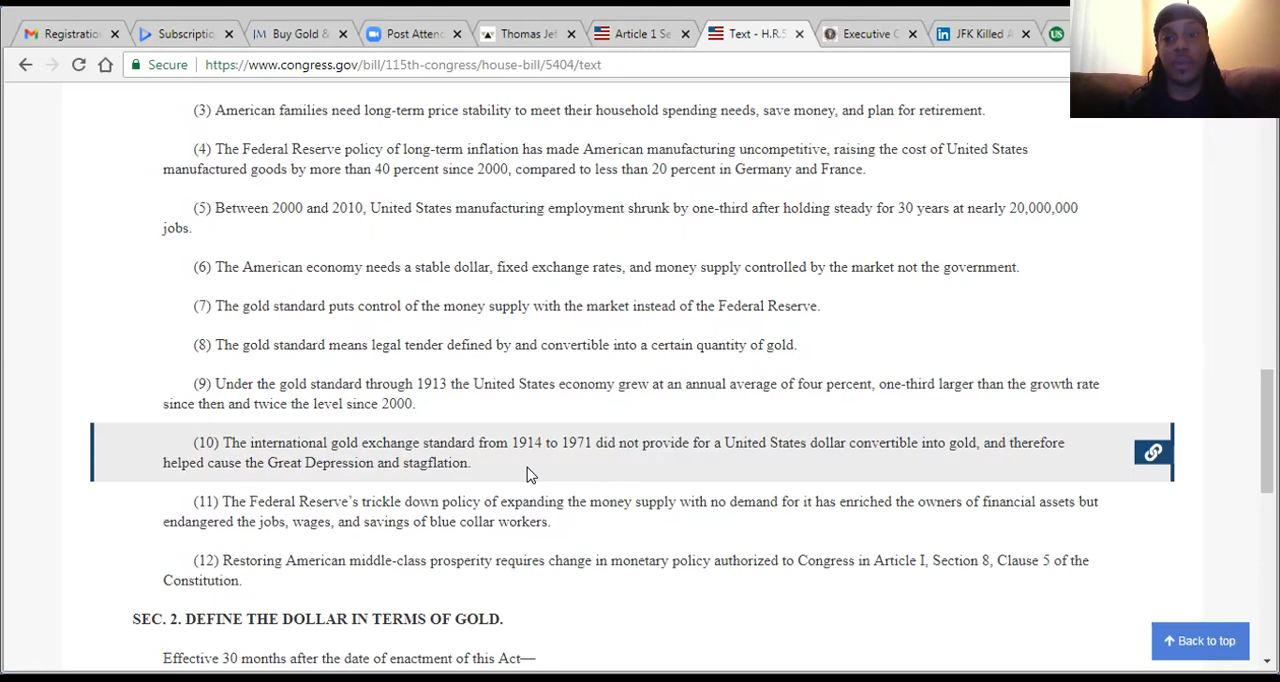 Registratio
Subscriptic
Buy Gold &
Post Atten
Thomas Jef
Article 1 Se
Text - H.R.5
Executive C
JFK Killed A
US
Secure https://www.congress.gov/bill/115th-congress/house-bill/5404/text
(3) American families need long-term price stability to meet their household spending needs, save money, and plan for retirement.
(4) The Federal Reserve policy of long-term inflation has made American manufacturing uncompetitive, raising the cost of United States
manufactured goods by more than 40 percent since 2000, compared to less than 20 percent in Germany and France.
(5) Between 2000 and 2010, United States manufacturing employment shrunk by one-third after holding steady for 30 years at nearly 20,000,000
jobs.
(6) The American economy needs a stable dollar, fixed exchange rates, and money supply controlled by the market not the government.
(7) The gold standard puts control of the money supply with the market instead of the Federal Reserve.
(8) The gold standard means legal tender defined by and convertible into a certain quantity of gold.
(9) Under the gold standard through 1913 the United States economy grew at an annual average of four percent, one-third larger than the growth rate
since then and twice the level since 2000.
(10) The international gold exchange standard from 1914 to 1971 did not provide for a United States dollar convertible into gold, and therefore
helped cause the Great Depression and stagflation.
(11) The Federal Reserve's trickle down policy of expanding the money supply with no demand for it has enriched the owners of financial assets but
endangered the jobs, wages, and savings of blue collar workers.
(12) Restoring American middle-class prosperity requires change in monetary policy authorized to Congress in Article I, Section 8, Clause 5 of the
Constitution.
SEC. 2. DEFINE THE DOLLAR IN TERMS OF GOLD.
Effective 30 months after the date of enactment of this Act—
Back to top